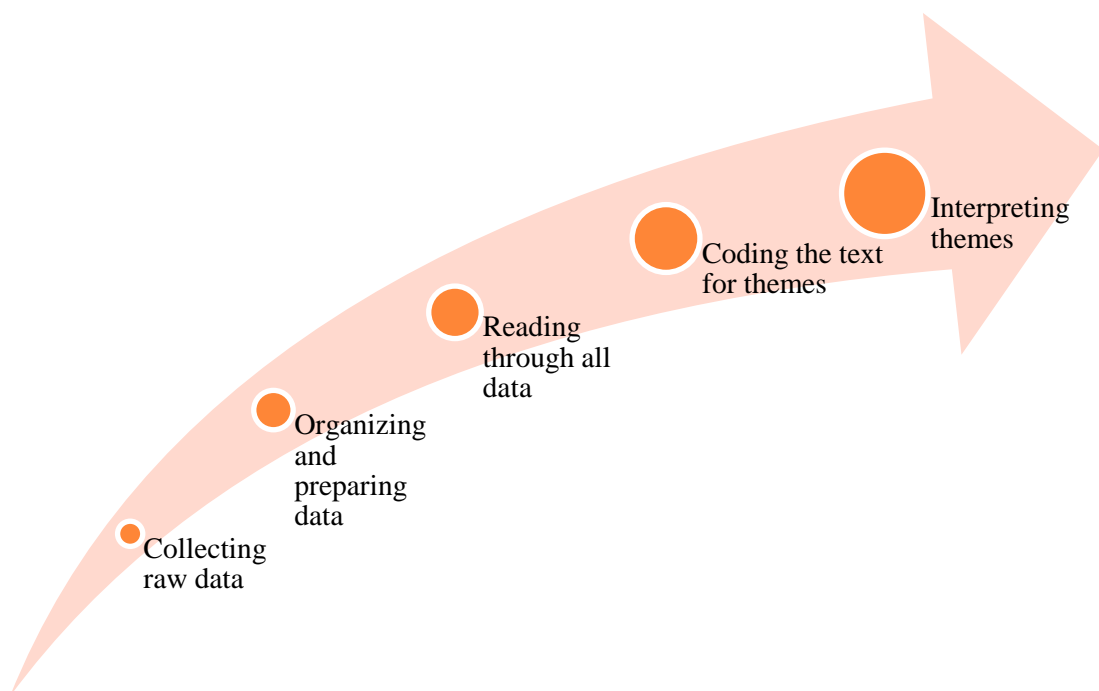 Collecting
raw data
Organizing
and
preparing
data
Reading
through all
data
Coding the text
for themes
Interpreting
themes